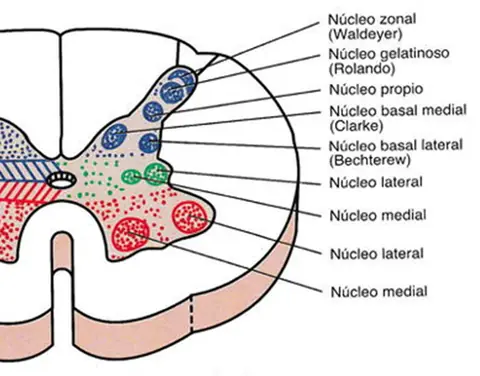 Núcleo zonal
(Waldeyer)
Núcleo gelatinoso
(Rolando)
Núcleo propio
Núcleo basal medial
(Clarke)
Núcleo basal lateral
(Bechterew)
Núcleo lateral
Núcleo medial
Núcleo lateral
Núcleo medial